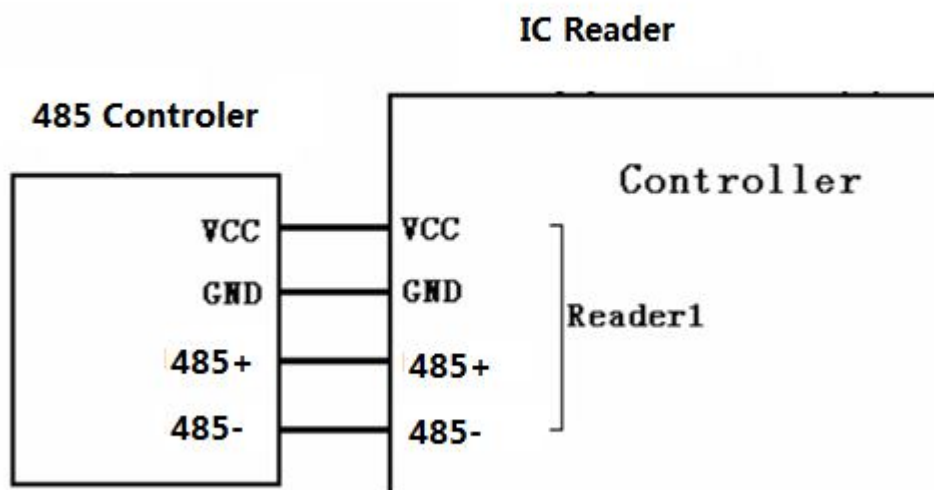 IC Reader
485 Controler
Controller
VCC
VCC
GND
GND
Reader1
485+
485+
485-
485-